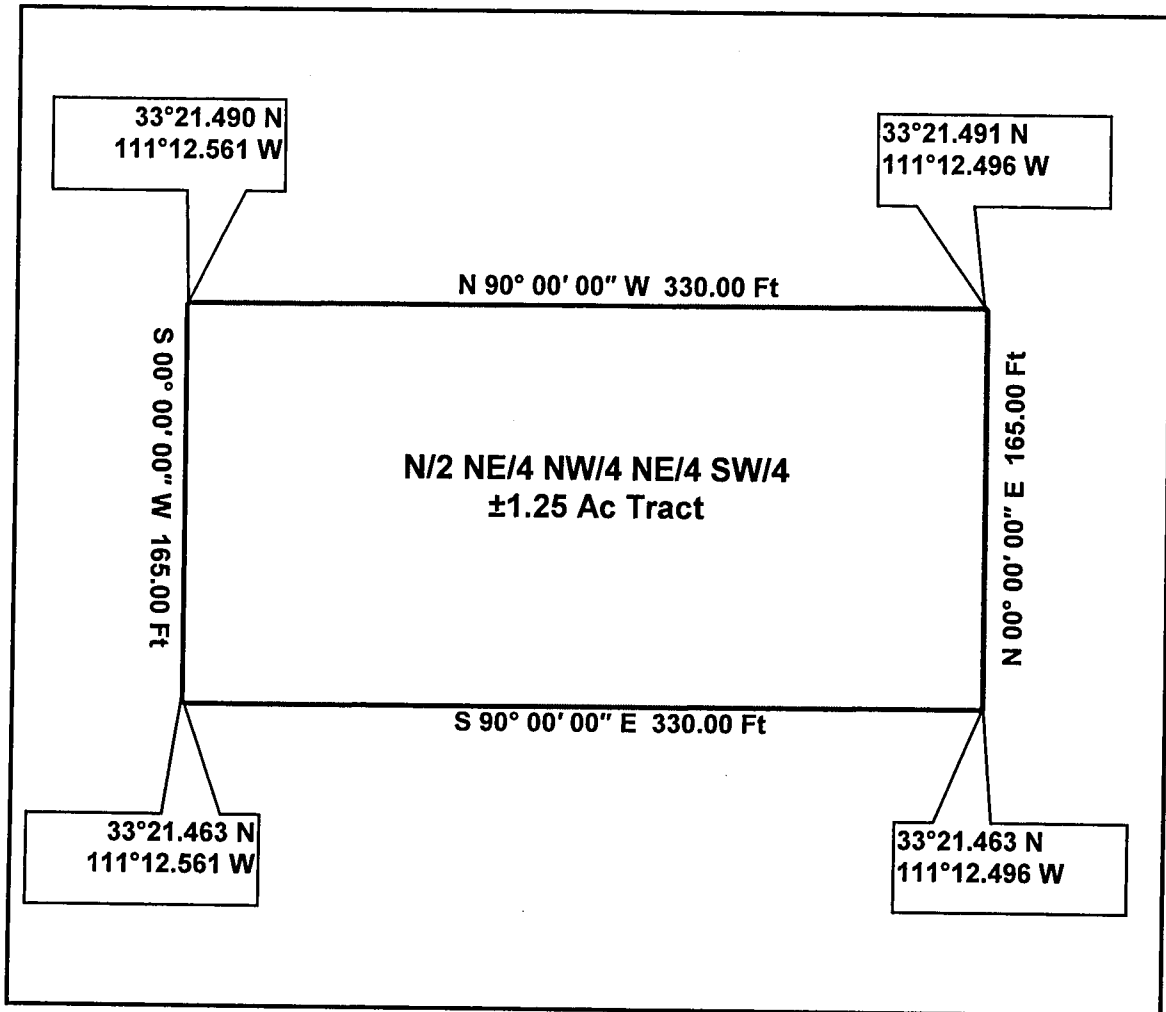 33°21.490 N
111°12.561 W
33°21.491 N
111°12.496 W
N 90° 00' 00" W 330.00 Ft
S 00° 00' 00" W 165.00 Ft
N/2 NE/4 NW/4 NE/4 SW/4
±1.25 Ac Tract
N 00° 00' 00" E 165.00 Ft
S 90° 00' 00" E 330.00 Ft
33°21.463 N
111°12.561 W
33°21.463 N
111°12.496 W